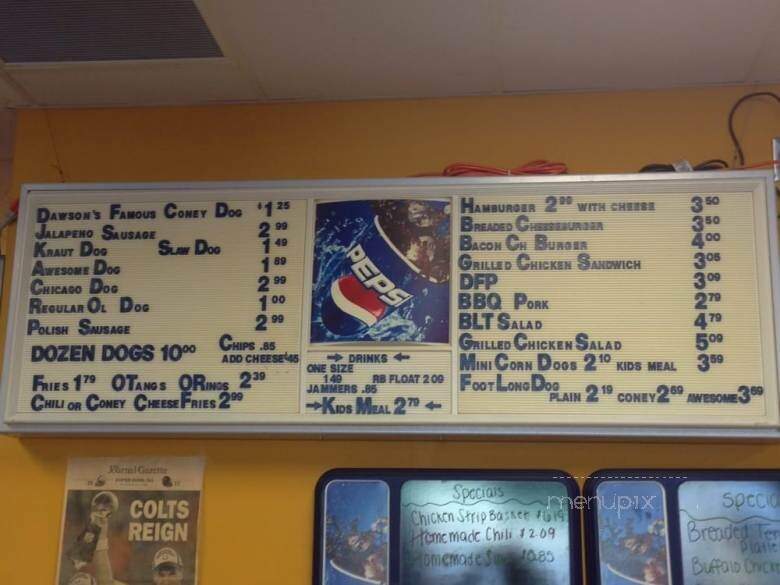 DAWSON'S FAMOUS CONEY DOG $1 25
JALAPENO SAUSAGE 2 99
KRAUT DOG SLAW DOG 1 49
AWESOME DOG 1 89
CHICAGO DOG 2 99
REGULAR OL DOG 1 00
POLISH SAUSAGE 2 99
DOZEN DOGS 10 00 CHIPS .85
ADD CHEESE 45
FRIES 1 79 OTANGS ORINGS 2 39
CHILI OR CONEY CHEESE FRIES 2 99
PEPSI
DRINKS
ONE SIZE
1 49 RB FLOAT 2 09
JAMMERS .85
KIDS MEAL 2 79
HAMBURGER 2 99 WITH CHEESE 3 50
BREADED CHEESEBURGER 3 50
BACON CH BURGER 4 00
GRILLED CHICKEN SANDWICH 3 05
DFP 3 09
BBQ PORK 2 79
BLT SALAD 4 79
GRILLED CHICKEN SALAD 5 09
MINI CORN DOGS 2 10 KIDS MEAL 3 59
FOOT LONG DOG
PLAIN 2 19 CONEY 2 69 AWESOME 3 69
Journal Gazette
COLTS
REIGN
Specials
Chicken Strip Basket
Homemade Chili $2.09
Homemade
menupix
Specia
Breaded Ten
Buffalo Chicke